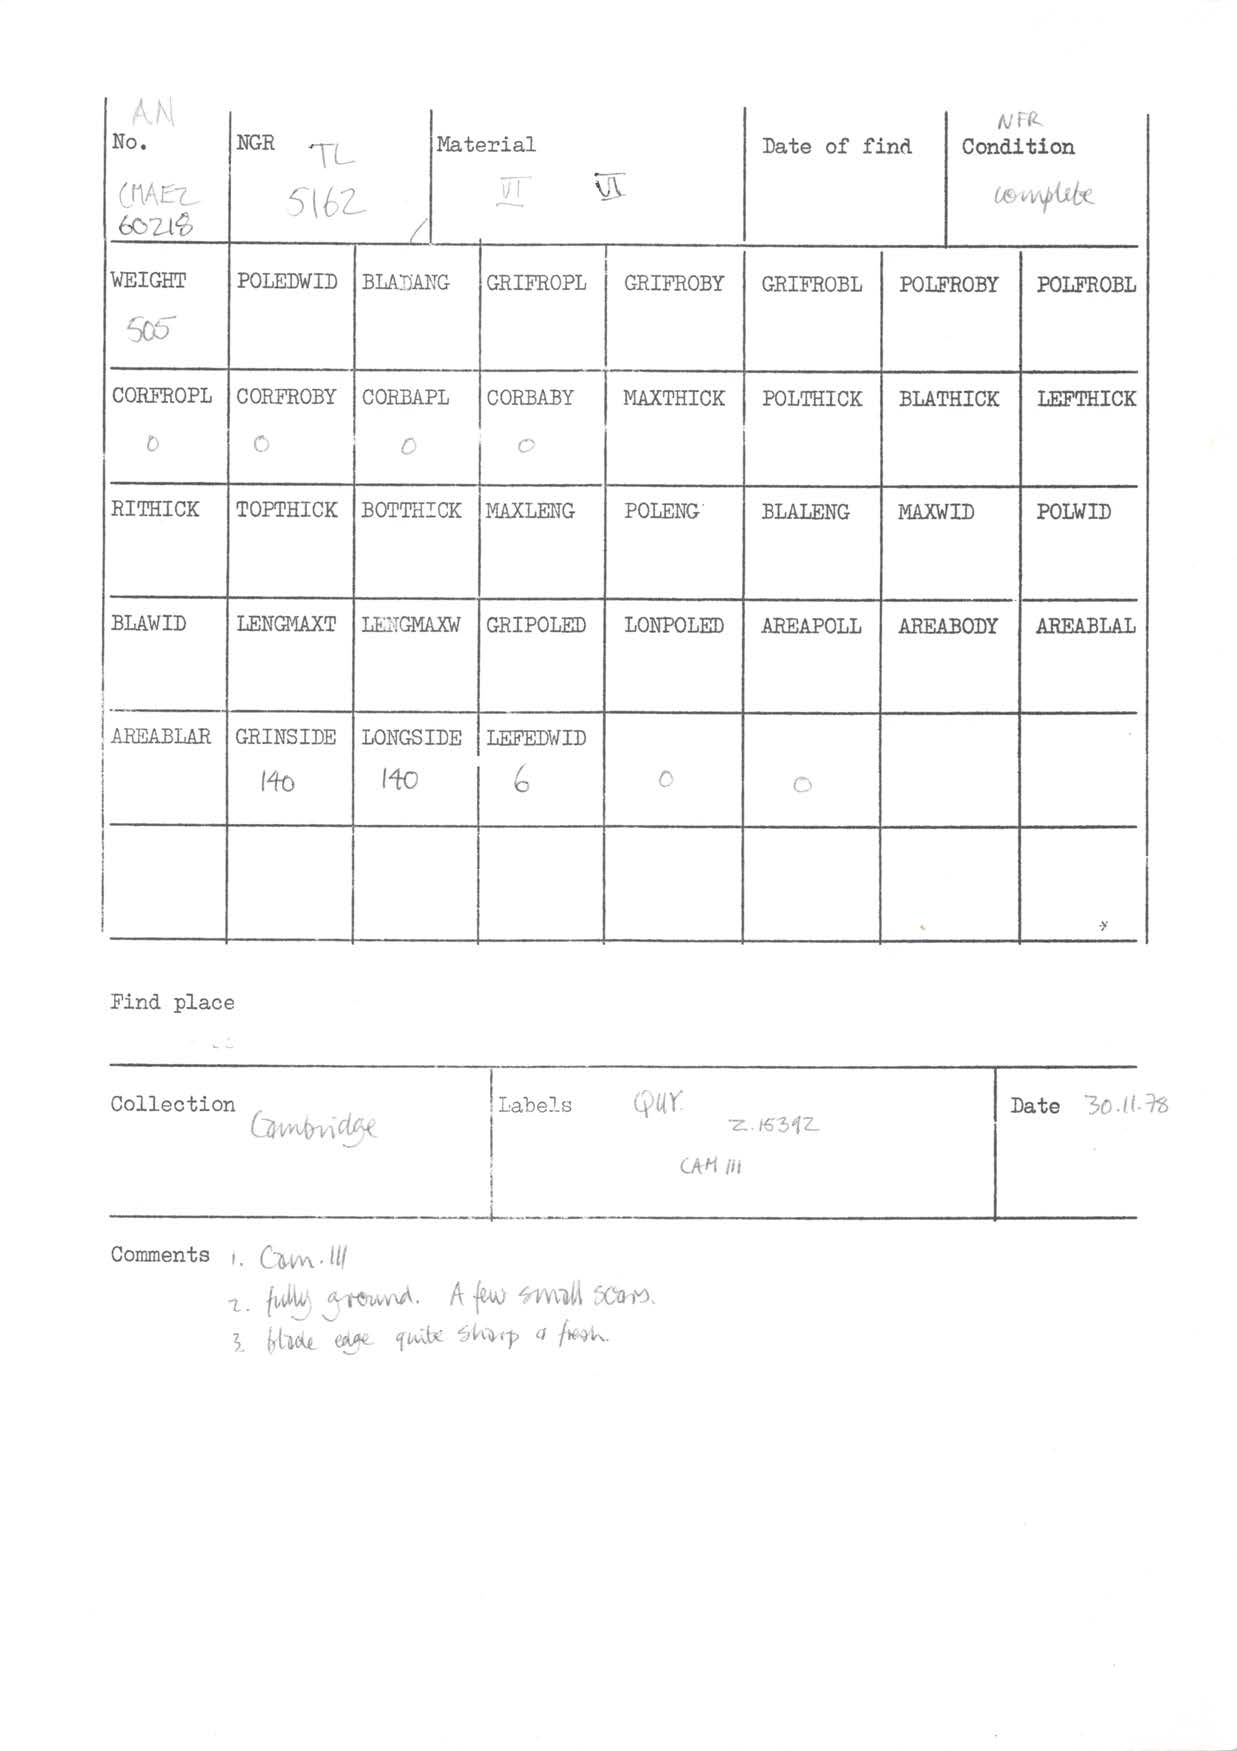 AN NFR
No. NGR TL Material Date of find Condition
CMAEZ 5162 VI VI complete
60218
WEIGHT POLEDWID BLADANG GRIFROPL GRIFROBY GRIFROBL POLFROBY POLFROBL
505
CORFROPL CORFROBY CORBAPL CORBABY MAXTHICK POLTHICK BLATHICK LEFTHICK
0 0 0 0
RITHICK TOPTHICK BOTTHICK MAXLENG POLENG BLALENG MAXWID POLWID
BLAWID LENGMAXT LENGMAXW GRIPOLED LONPOLED AREAPOLL AREABODY AREABLAL
AREABLAR GRINSIDE LONGSIDE LEFEDWID
140 140 6 0 0
Find place
Collection Cambridge Labels QUY. Date 30.11.78
Z.15392
CAM III
Comments 1. Cam. III
2. fully ground. A few small scars.
3. blade edge quite sharp & fresh.